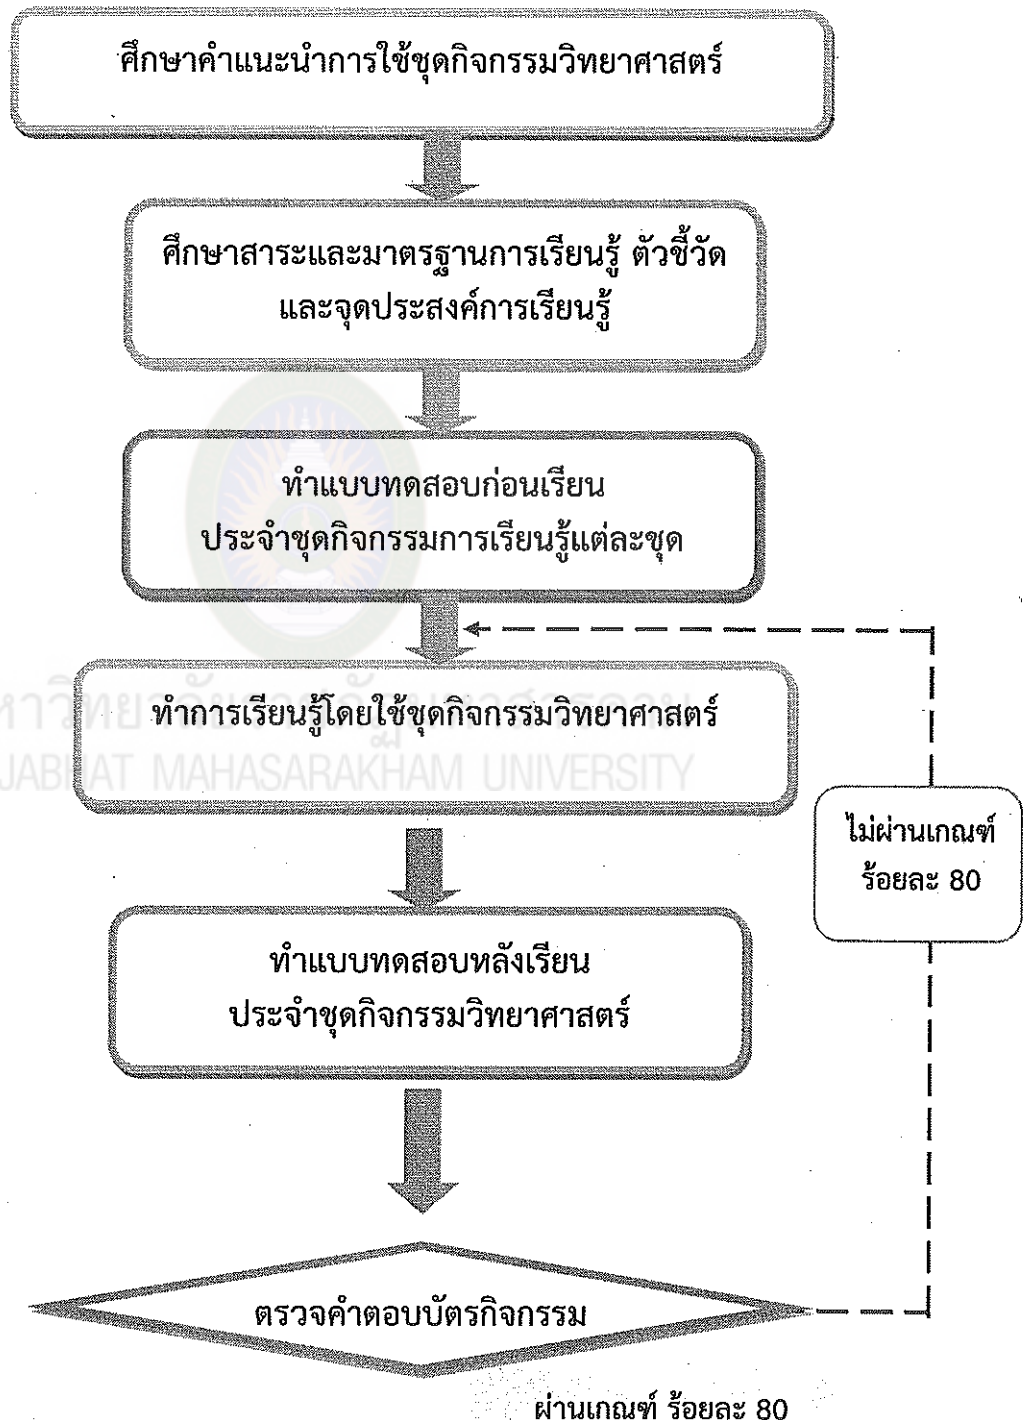 ศึกษาคำแนะนำการใช้ชุดกิจกรรมวิทยาศาสตร์
ศึกษาสาระและมาตรฐานการเรียนรู้ ตัวชี้วัด
และจุดประสงค์การเรียนรู้
ทำแบบทดสอบก่อนเรียน
ประจำชุดกิจกรรมการเรียนรู้แต่ละชุด
ทำการเรียนรู้โดยใช้ชุดกิจกรรมวิทยาศาสตร์
MAHASARAKHAM UNIVERSITY
ไม่ผ่านเกณฑ์
ร้อยละ 80
ทำแบบทดสอบหลังเรียน
ประจำชุดกิจกรรมวิทยาศาสตร์
ตรวจคำตอบบัตรกิจกรรม
ผ่านเกณฑ์ ร้อยละ 80